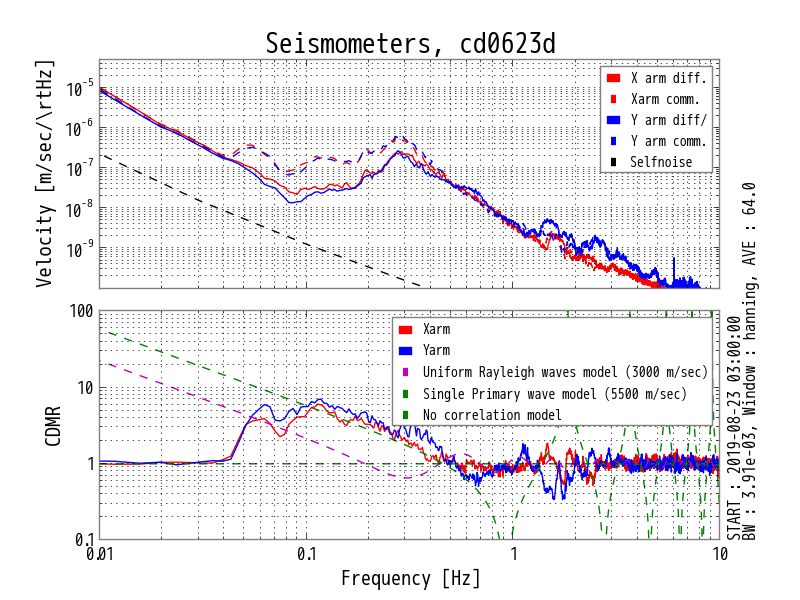 Seismometers, cd0623d
Velocity [m/sec/\rtHz]
10-5
10-6
10-7
10-8
10-9
X arm diff.
Xarm comm.
Y arm diff/
Y arm comm.
Selfnoise
CDMR
100
10
1
0.1
Xarm
Yarm
Uniform Rayleigh waves model (3000 m/sec)
Single Primary wave model (5500 m/sec)
No correlation model
0.01
0.1
1
10
Frequency [Hz]
START : 2019-08-23 03:00:00
BW : 3.91e-03, Window : hanning, AVE : 64.0